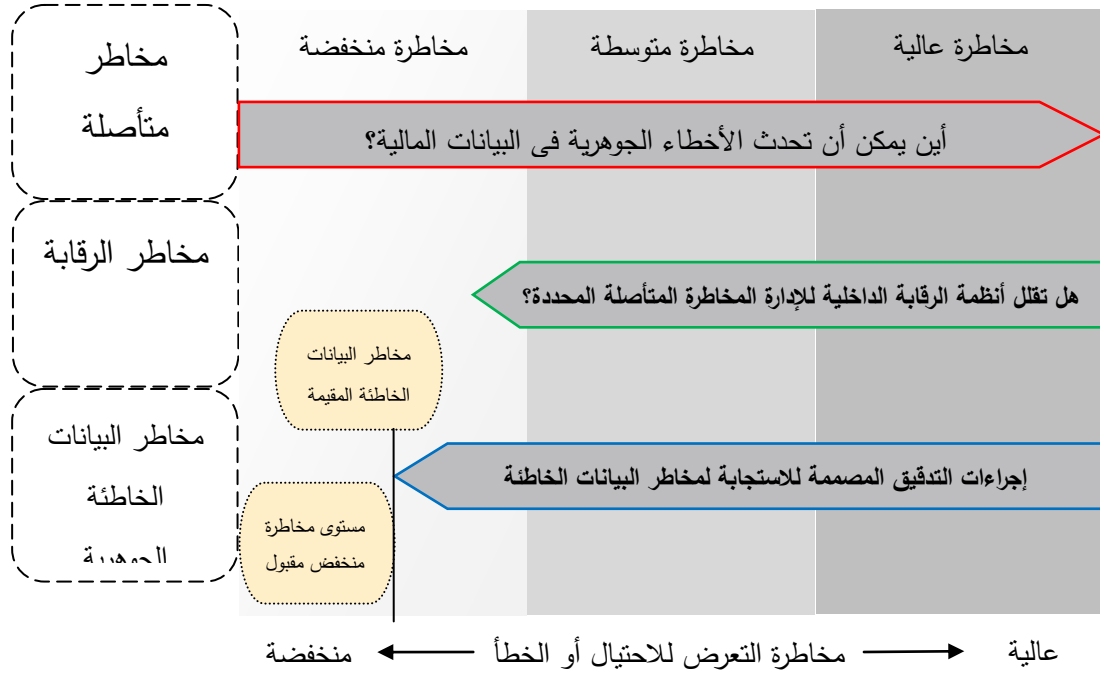 مخاطر
متأصلة
مخاطرة منخفضة
مخاطرة متوسطة
مخاطرة عالية
أين يمكن أن تحدث الأخطاء الجوهرية فى البيانات المالية؟
مخاطر الرقابة
هل تقلل أنظمة الرقابة الداخلية للإدارة المخاطرة المتأصلة المحددة؟
مخاطر البيانات
الخاطئة المقيمة
مخاطر البيانات
الخاطئة
الجوهرية
إجراءات التدقيق المصممة للاستجابة لمخاطر البيانات الخاطئة
مستوى مخاطرة
منخفض مقبول
عالية
مخاطرة التعرض للاحتيال أو الخطأ
منخفضة